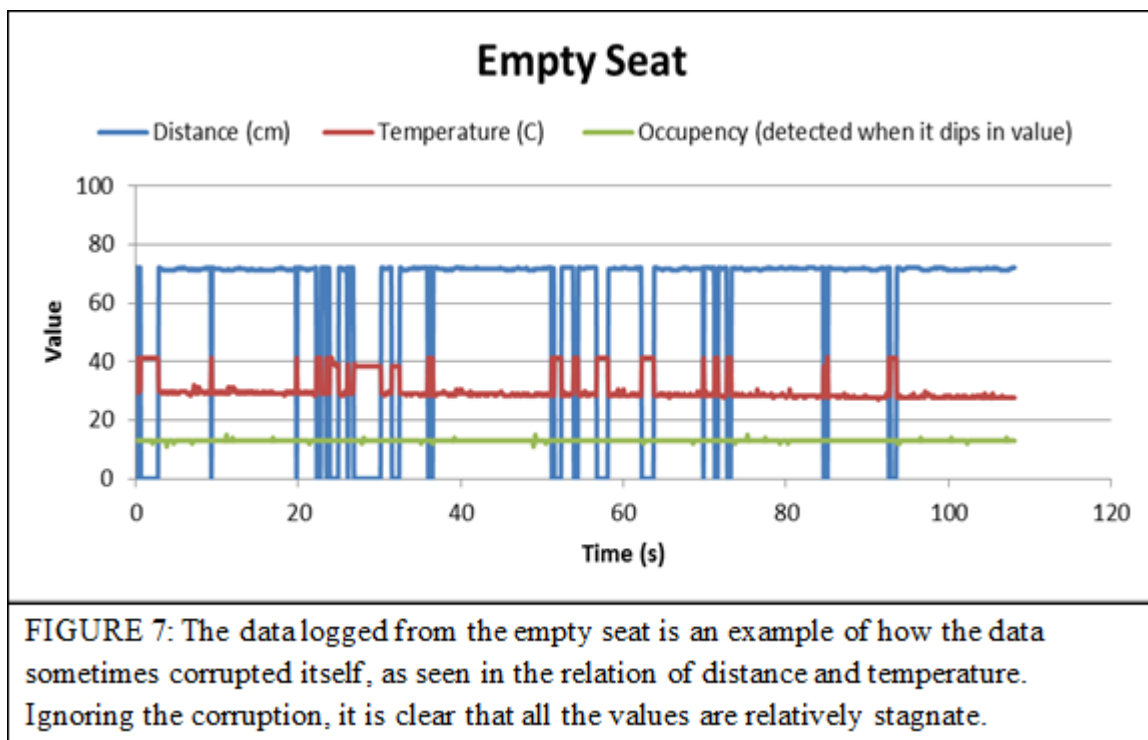 Empty Seat
Distance (cm) Temperature (C) Occupency (detected when it dips in value)
100
80
60
40
20
0
Value
0 20 40 60 80 100 120
Time (s)
FIGURE 7: The data logged from the empty seat is an example of how the data
sometimes corrupted itself, as seen in the relation of distance and temperature.
Ignoring the corruption, it is clear that all the values are relatively stagnate.